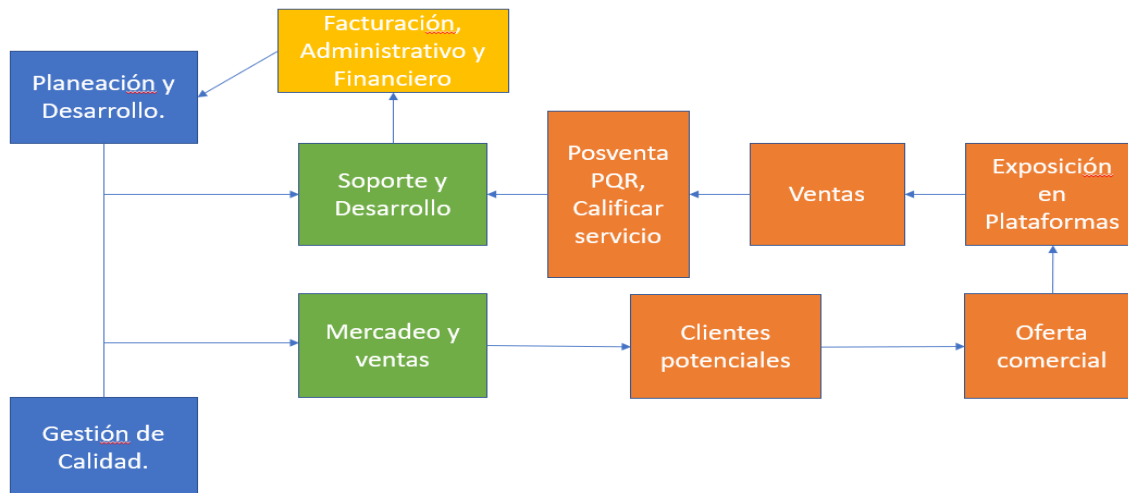 Facturación,
Administrativo y
Financiero
Planeación y
Desarrollo.
Soporte y
Desarrollo
Posventa
PQR,
Calificar
servicio
Ventas
Exposición
en
Plataformas
Mercadeo y
ventas
Clientes
potenciales
Oferta
comercial
Gestión de
Calidad.